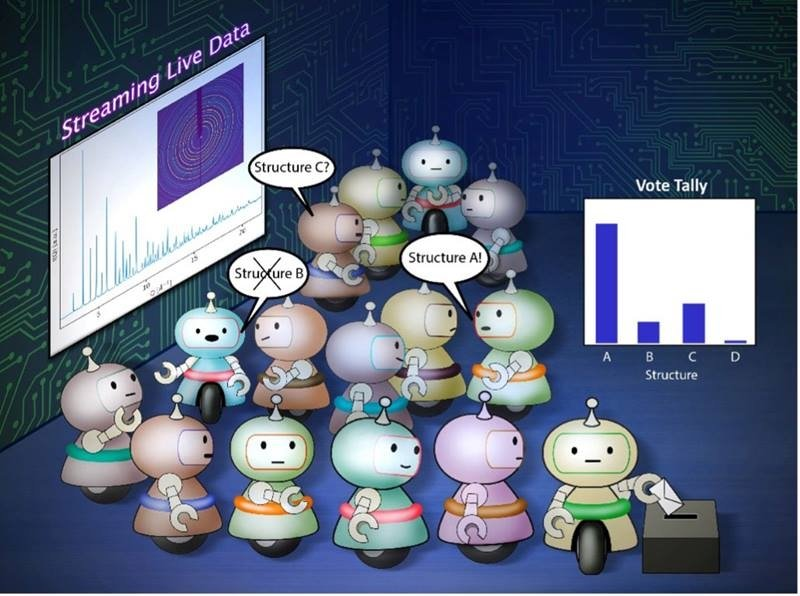 Streaming Live Data
Structure C?
Structure B
Structure A!
Vote Tally
A B C D
Structure
5 10 15 20